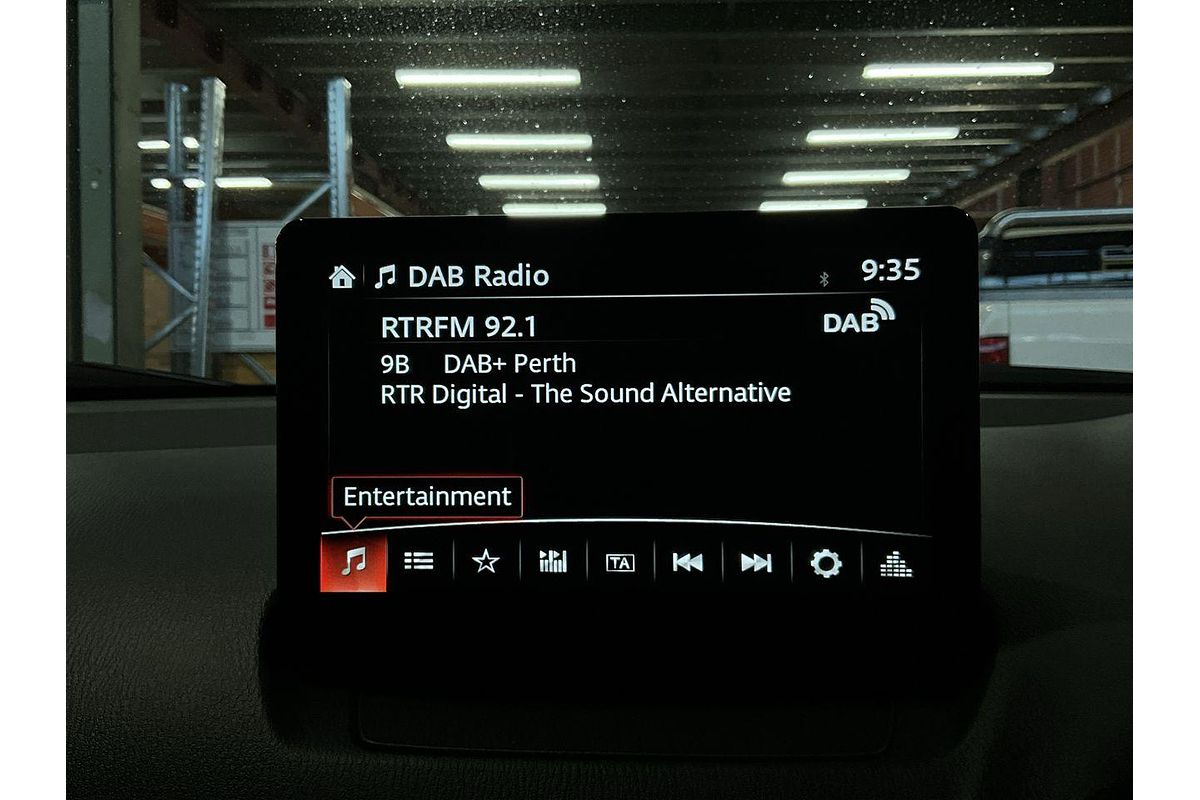 DAB Radio 9:35
RTRFM 92.1 DAB
9B DAB+ Perth
RTR Digital - The Sound Alternative
Entertainment
TA